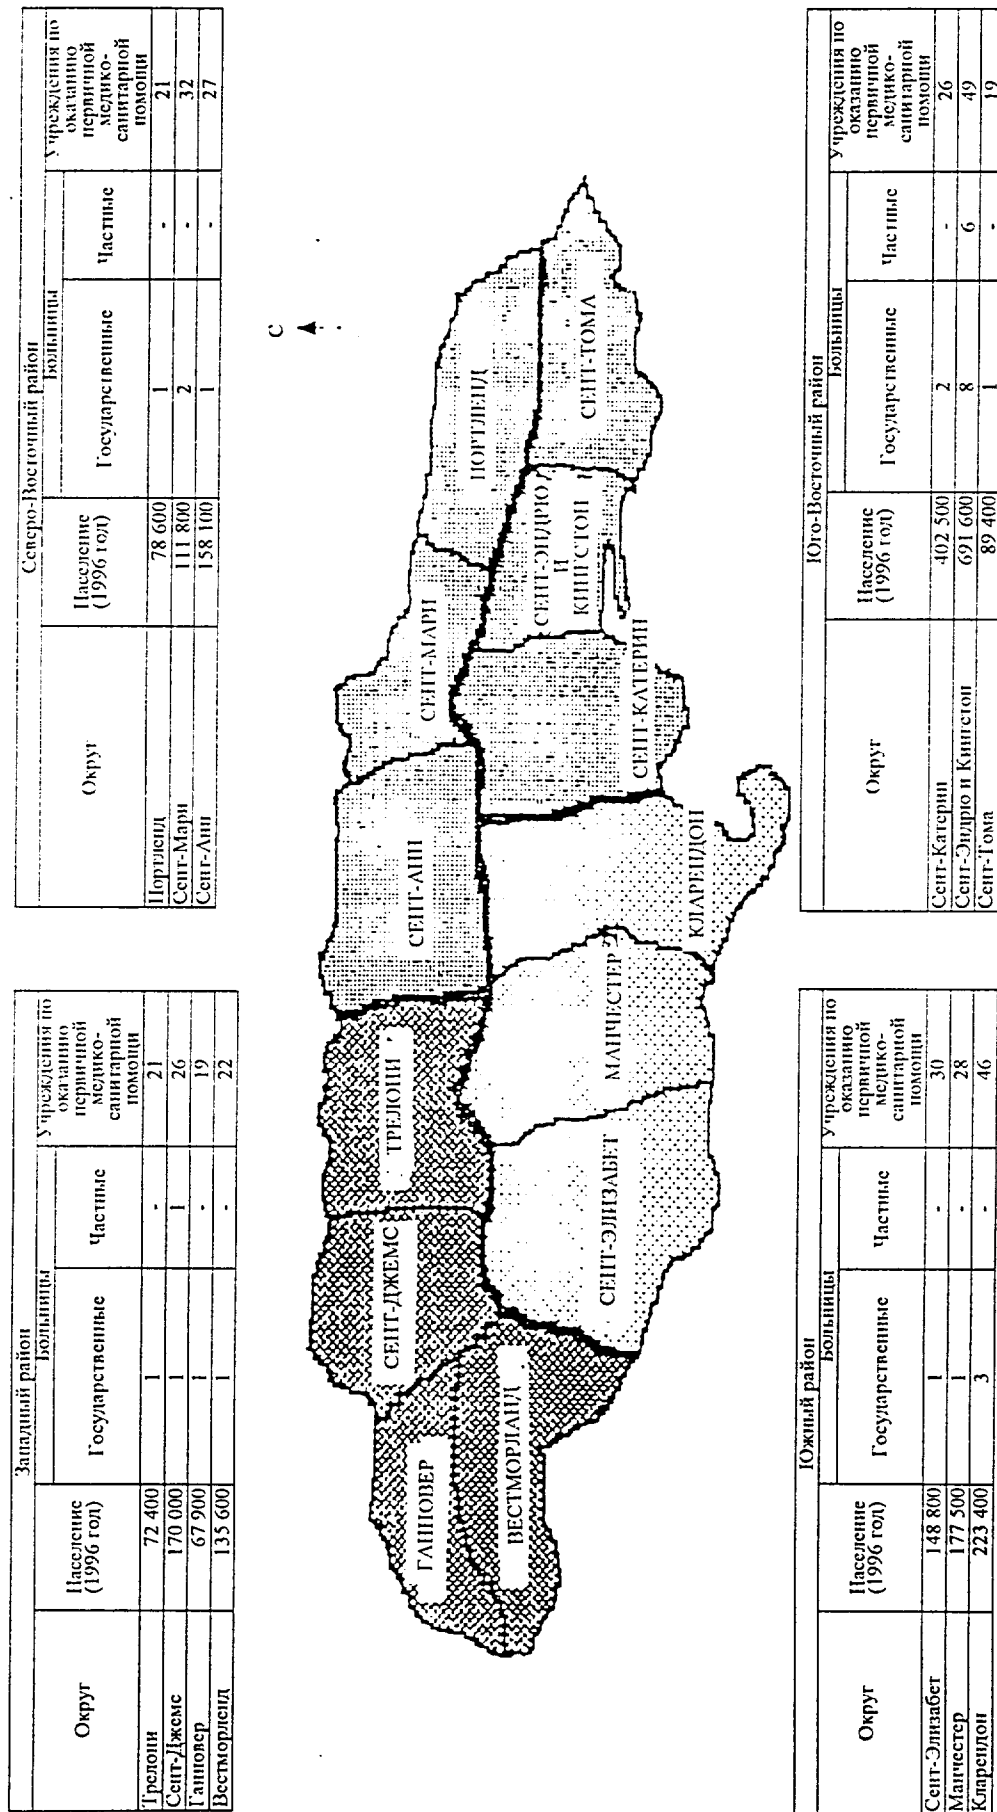 Западный район
Округ | Население (1996 год) | Больницы | Учреждения по оказанию первичной медико-санитарной помощи
Государственные | Частные
Трелони | 72 400 | 1 | - | 21
Сент-Джемс | 170 000 | 1 | 1 | 26
Ганновер | 67 900 | 1 | - | 19
Вестморленд | 135 600 | 1 | - | 22
Северо-Восточный район
Округ | Население (1996 год) | Больницы | Учреждения по оказанию первичной медико-санитарной помощи
Государственные | Частные
Портленд | 78 600 | 1 | - | 21
Сент-Мари | 111 800 | 2 | - | 32
Сент-Анн | 158 100 | 1 | - | 27
С
ГАННОВЕР
ВЕСТМОРЛАНД
СЕНТ-ДЖЕМС
ТРЕЛОНИ
СЕНТ-АНН
СЕНТ-МАРИ
ПОРТЛЕНД
СЕНТ-ЭЛИЗАБЕТ
МАНЧЕСТЕР
КЛАРЕНДОН
СЕНТ-КАТЕРИН
СЕНТ-ЭНДРЮ
И
КИНГСТОН
СЕНТ-ТОМА
Южный район
Округ | Население (1996 год) | Больницы | Учреждения по оказанию первичной медико-санитарной помощи
Государственные | Частные
Сент-Элизабет | 148 800 | 1 | - | 30
Манчестер | 177 500 | 1 | - | 28
Кларендон | 223 400 | 3 | - | 46
Юго-Восточный район
Округ | Население (1996 год) | Больницы | Учреждения по оказанию первичной медико-санитарной помощи
Государственные | Частные
Сент-Катерин | 402 500 | 2 | - | 26
Сент-Эндрю и Кингстон | 691 600 | 8 | 6 | 49
Сент-Тома | 89 400 | 1 | - | 19